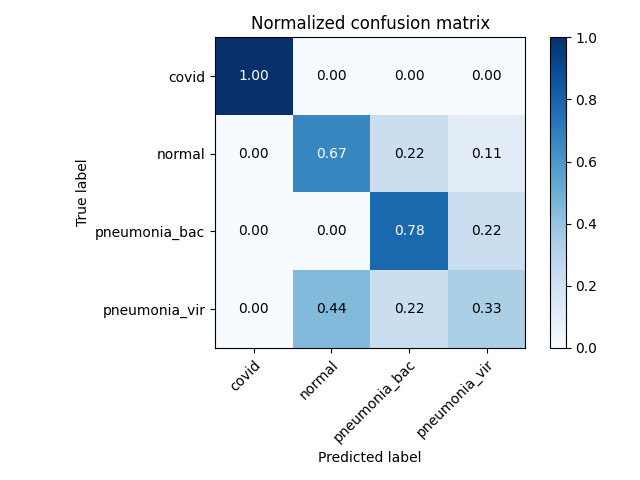 Normalized confusion matrix
True label
covid 1.00 0.00 0.00 0.00
normal 0.00 0.67 0.22 0.11
pneumonia_bac 0.00 0.00 0.78 0.22
pneumonia_vir 0.00 0.44 0.22 0.33
covid normal pneumonia_bac pneumonia_vir
Predicted label
1.0
0.8
0.6
0.4
0.2
0.0